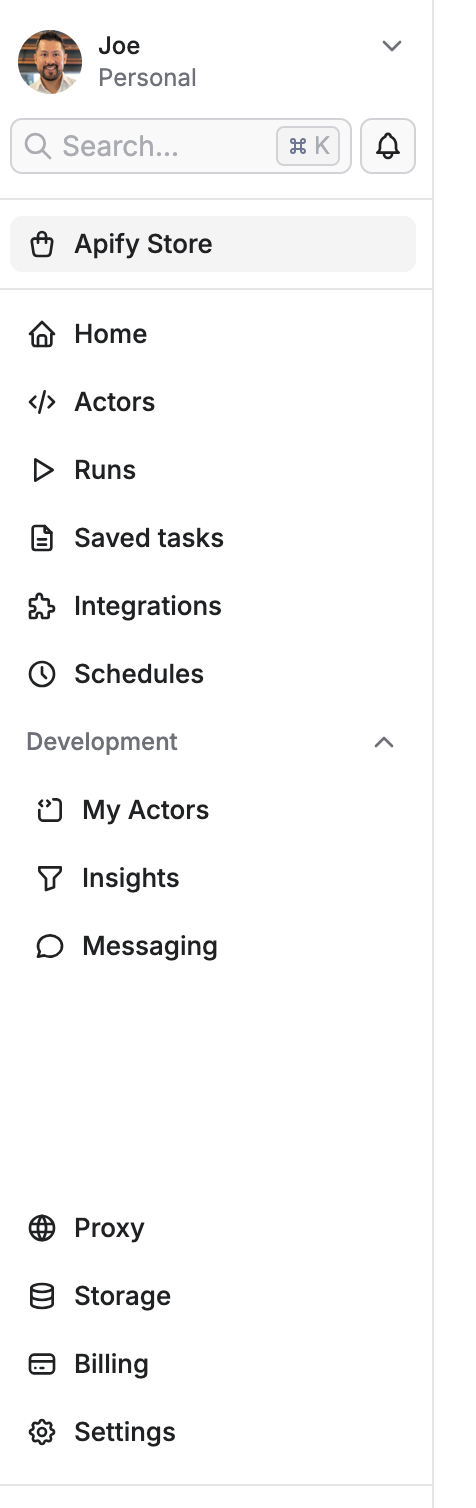 Joe
Personal
Search...
⌘ K
Apify Store
Home
Actors
Runs
Saved tasks
Integrations
Schedules
Development
My Actors
Insights
Messaging
Proxy
Storage
Billing
Settings